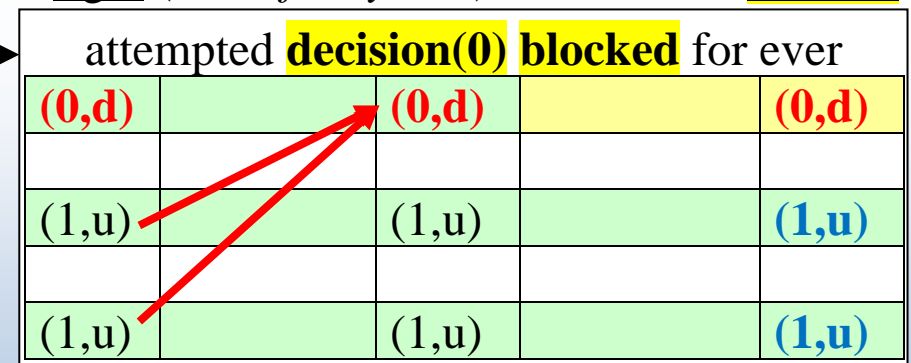 attempted decision(0) blocked for ever
(0,d) (0,d) (0,d)
(1,u) (1,u) (1,u)
(1,u) (1,u) (1,u)